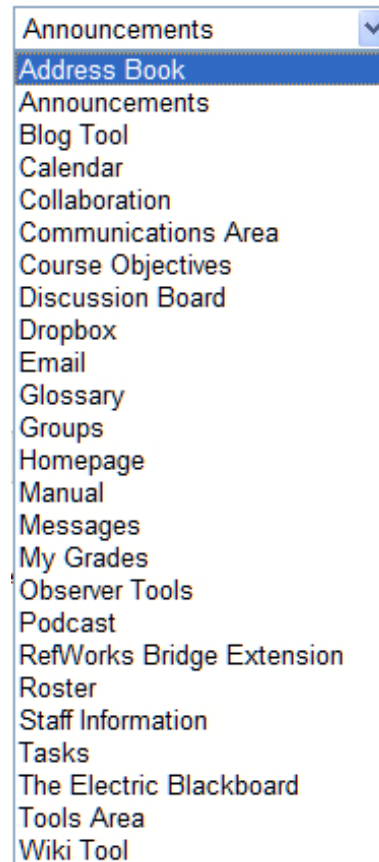 Announcements
Address Book
Announcements
Blog Tool
Calendar
Collaboration
Communications Area
Course Objectives
Discussion Board
Dropbox
Email
Glossary
Groups
Homepage
Manual
Messages
My Grades
Observer Tools
Podcast
RefWorks Bridge Extension
Roster
Staff Information
Tasks
The Electric Blackboard
Tools Area
Wiki Tool